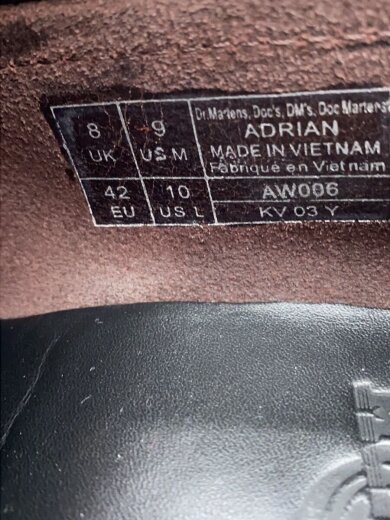 8 9 Dr.Martens, Doc's, DM's, Doc Martens
UK US M ADRIAN
MADE IN VIETNAM
Fabriqué en Vietnam
42 10 AW006
EU US L KV 03 Y